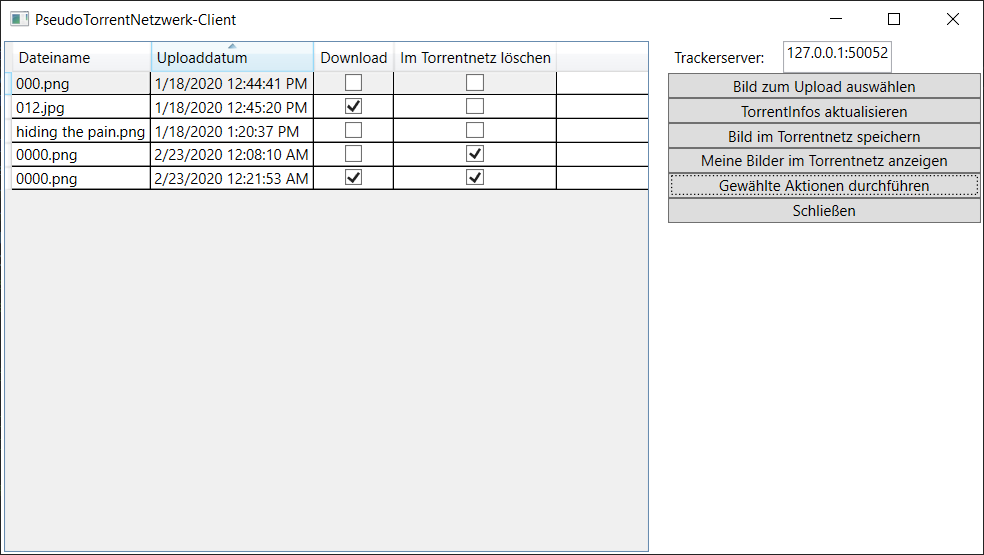 PseudoTorrentNetzwerk-Client
Dateiname Uploaddatum Download Im Torrentnetz löschen
000.png 1/18/2020 12:44:41 PM
012.jpg 1/18/2020 12:45:20 PM
hiding the pain.png 1/18/2020 1:20:37 PM
0000.png 2/23/2020 12:08:10 AM
0000.png 2/23/2020 12:21:53 AM
Trackerserver: 127.0.0.1:50052
Bild zum Upload auswählen
TorrentInfos aktualisieren
Bild im Torrentnetz speichern
Meine Bilder im Torrentnetz anzeigen
Gewählte Aktionen durchführen
Schließen